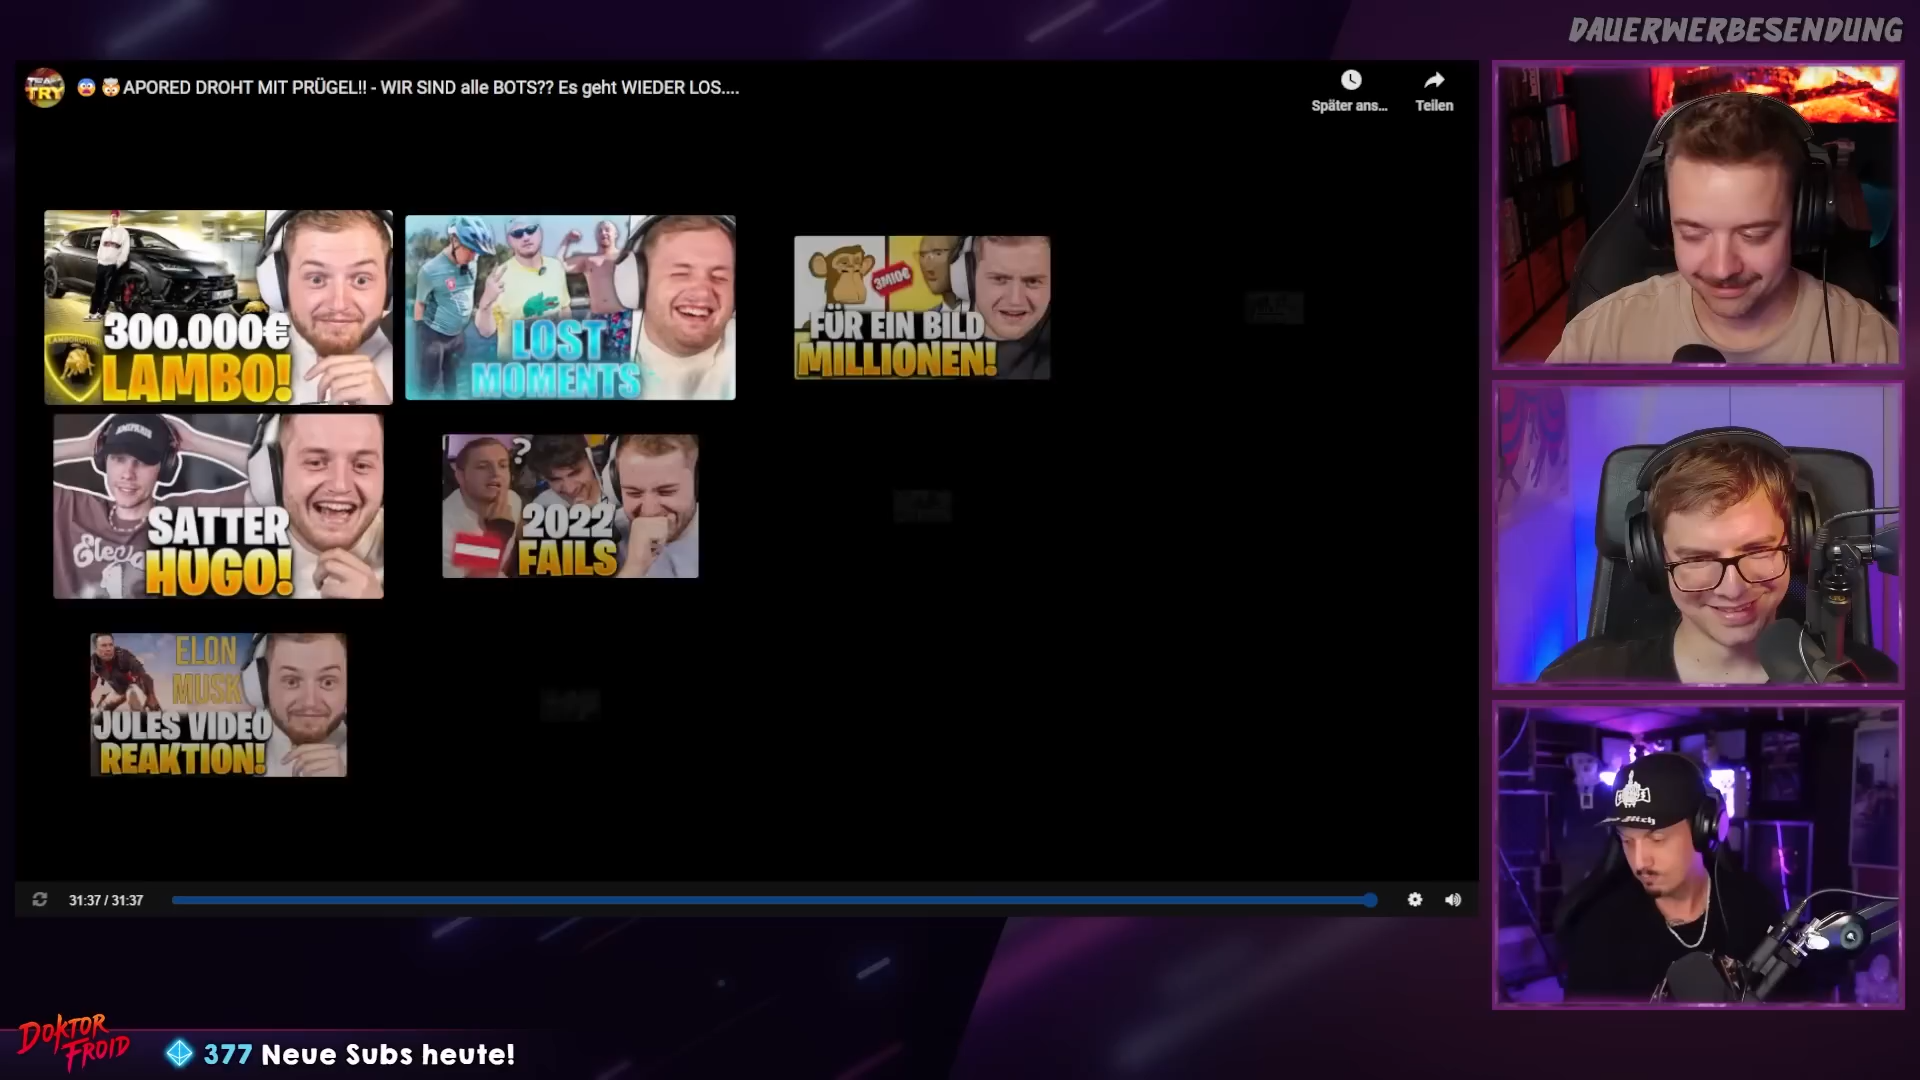 DAUERWERBESENDUNG
TEAM
TRY
APORED DROHT MIT PRÜGEL!! - WIR SIND alle BOTS?? Es geht WIEDER LOS....
Später ans...
Teilen
LAMBORGHINI
300.000€
LAMBO!
LOST
MOMENTS
3MIO€
FÜR EIN BILD
MILLIONEN!
SATTER
HUGO!
?
2022
FAILS
ELON
MUSK
JULES VIDEO
REAKTION!
31:37 / 31:37
DOKTOR
FROID
377 Neue Subs heute!